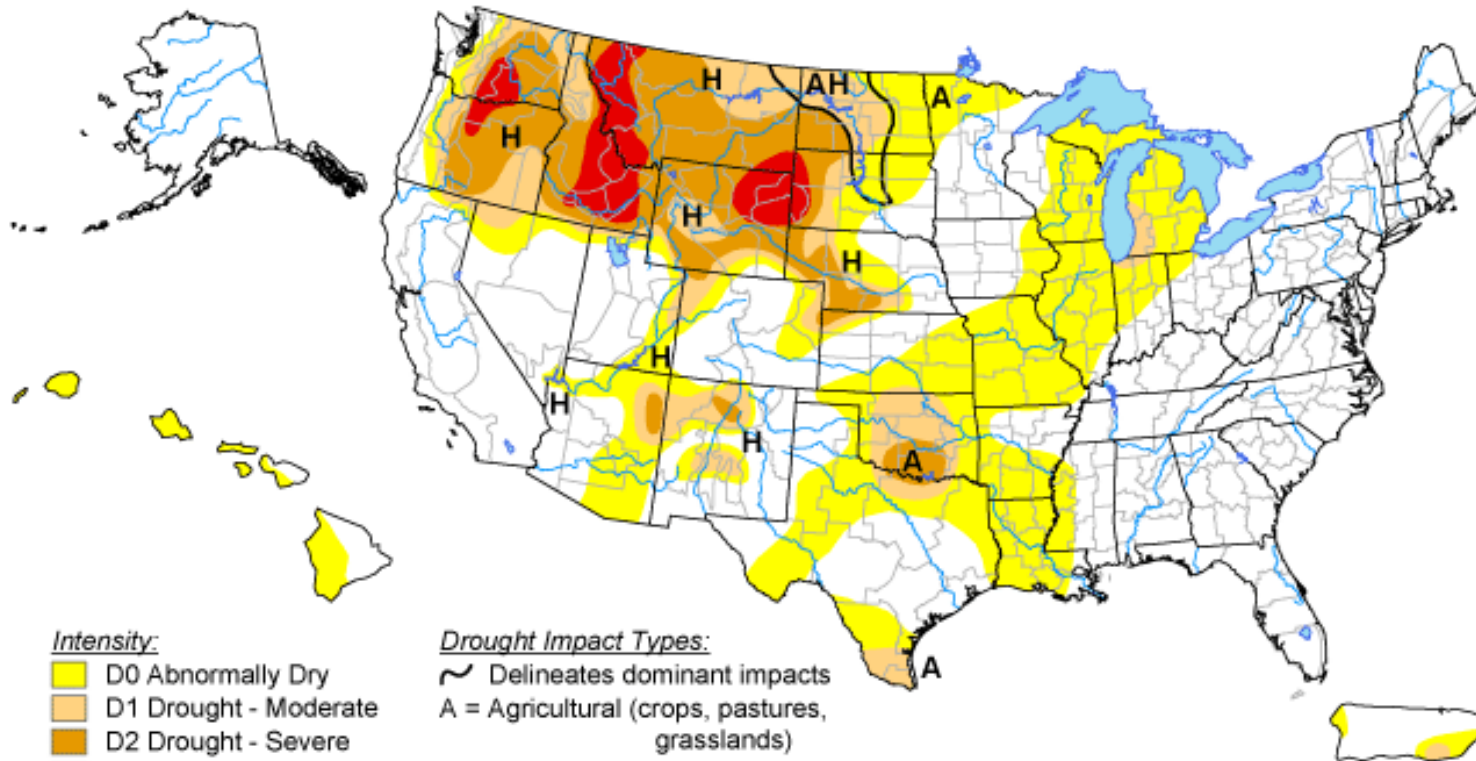 H
AH
A
H
H
H
H
H
H
A
A
Intensity:
D0 Abnormally Dry
D1 Drought - Moderate
D2 Drought - Severe
Drought Impact Types:
Delineates dominant impacts
A = Agricultural (crops, pastures,
grasslands)